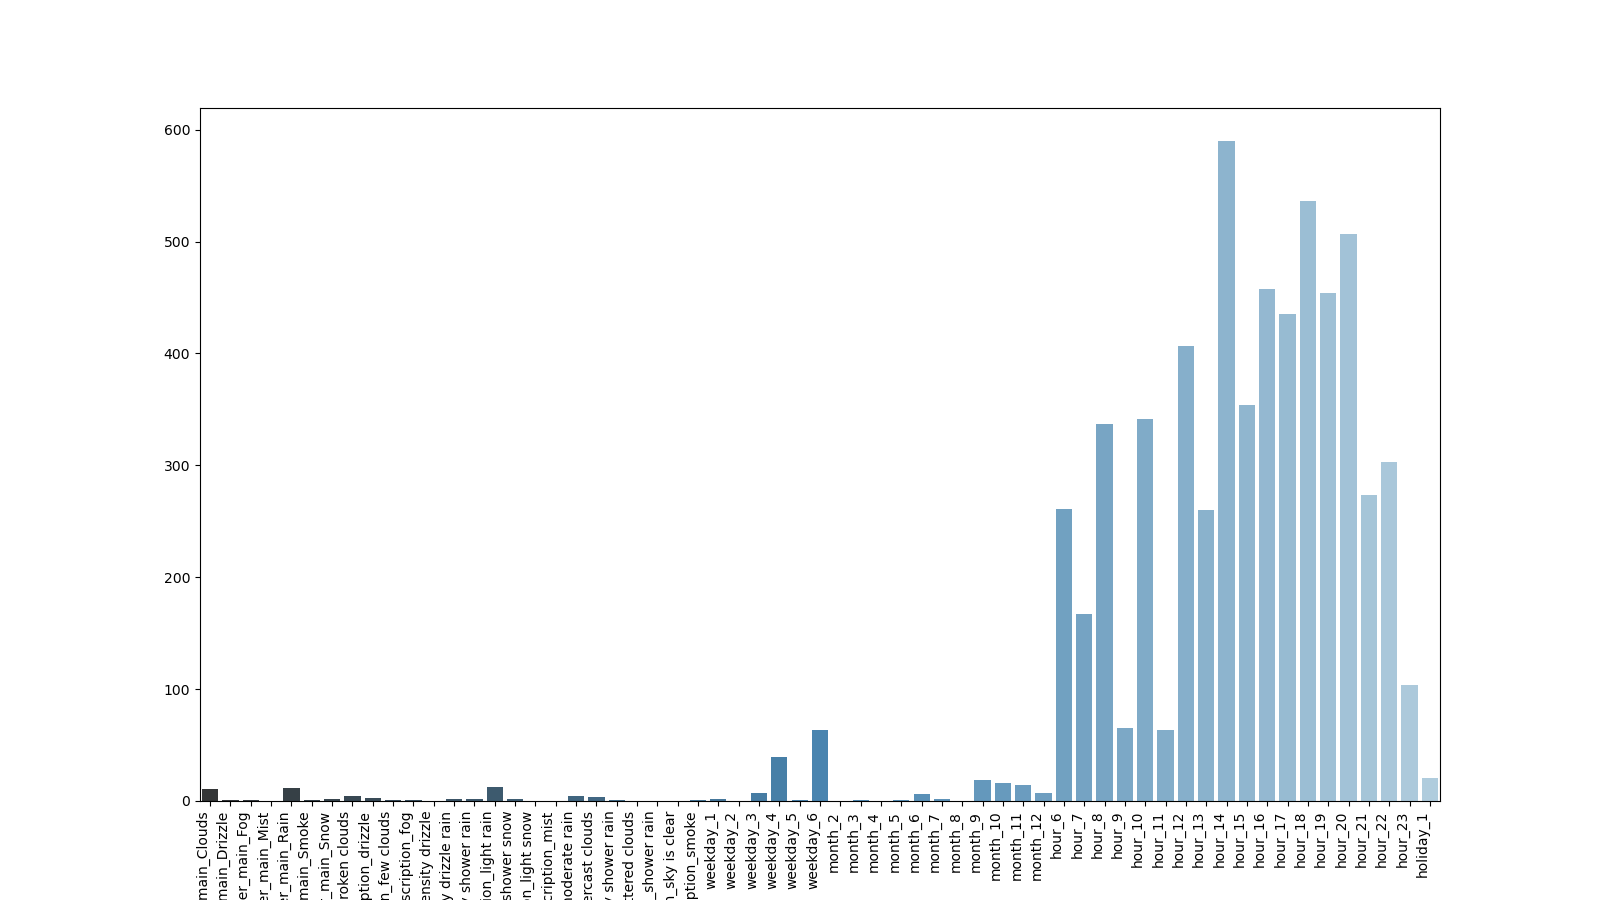 600
500
400
300
200
100
0
main_Clouds
main_Drizzle
er_main_Fog
er_main_Mist
er_main_Rain
main_Smoke
r_main_Snow
roken clouds
ption_drizzle
n_few clouds
scription_fog
ensity drizzle
y drizzle rain
y shower rain
ion_light rain
shower snow
on_light snow
cription_mist
moderate rain
ercast clouds
y shower rain
ttered clouds
_shower rain
n_sky is clear
ption_smoke
weekday_1
weekday_2
weekday_3
weekday_4
weekday_5
weekday_6
month_2
month_3
month_4
month_5
month_6
month_7
month_8
month_9
month_10
month_11
month_12
hour_6
hour_7
hour_8
hour_9
hour_10
hour_11
hour_12
hour_13
hour_14
hour_15
hour_16
hour_17
hour_18
hour_19
hour_20
hour_21
hour_22
hour_23
holiday_1